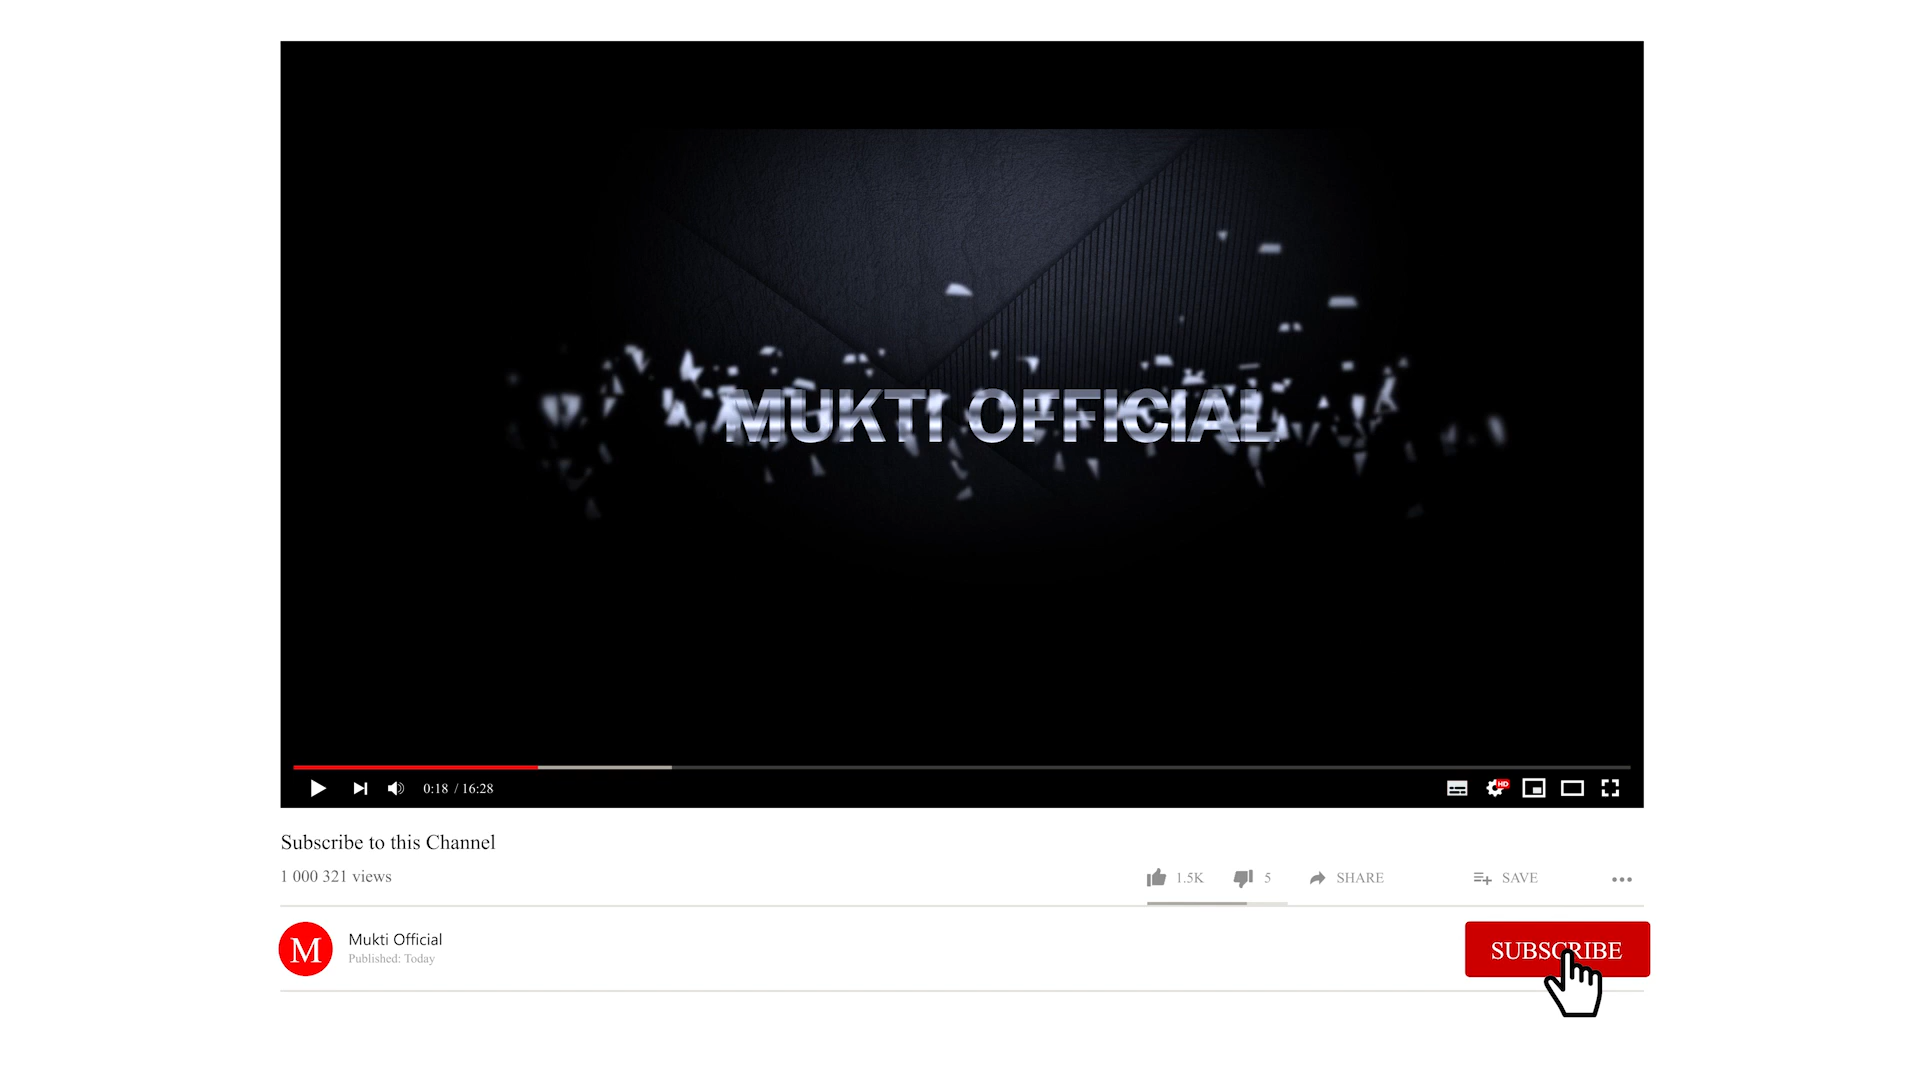 MUKTI OFFICIAL
0:18 / 16:28
HD
Subscribe to this Channel
1 000 321 views
1.5K 5 SHARE SAVE
M
Mukti Official
Published: Today
SUBSCRIBE